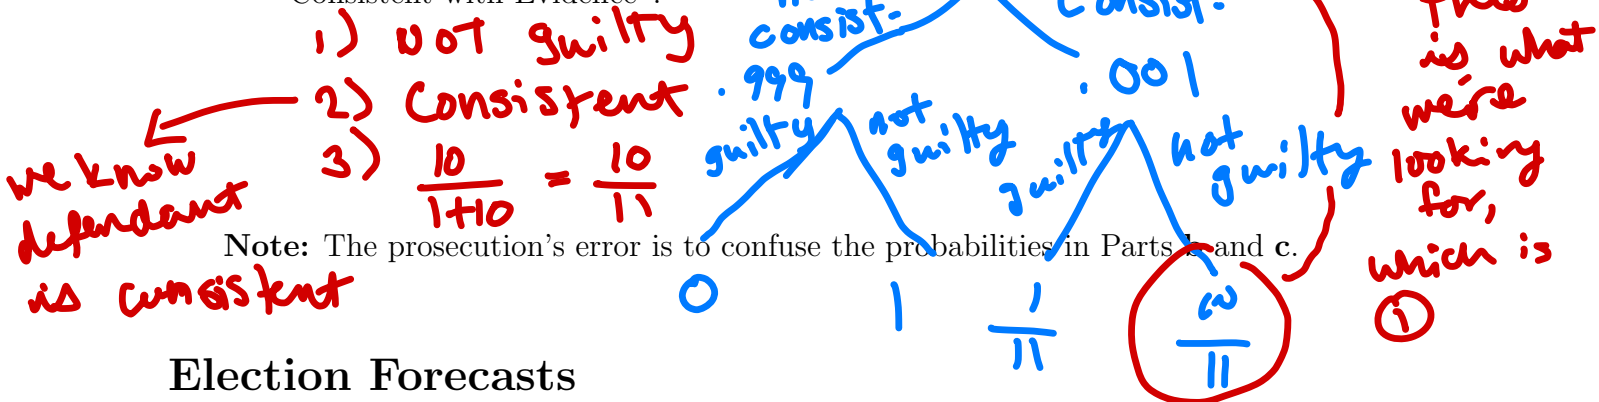 Consistent with Evidence".
1) NOT guilty
2) Consistent
3) 10/(1+10) = 10/11
we know
defendant
is consistent
consist.
.999
guilty
not
guilty
0
1
consist.
.001
guilty
not
guilty
1/11
10/11
this
is what
we're
looking
for,
which is
1
Note: The prosecution's error is to confuse the probabilities in Parts b and c.
Election Forecasts